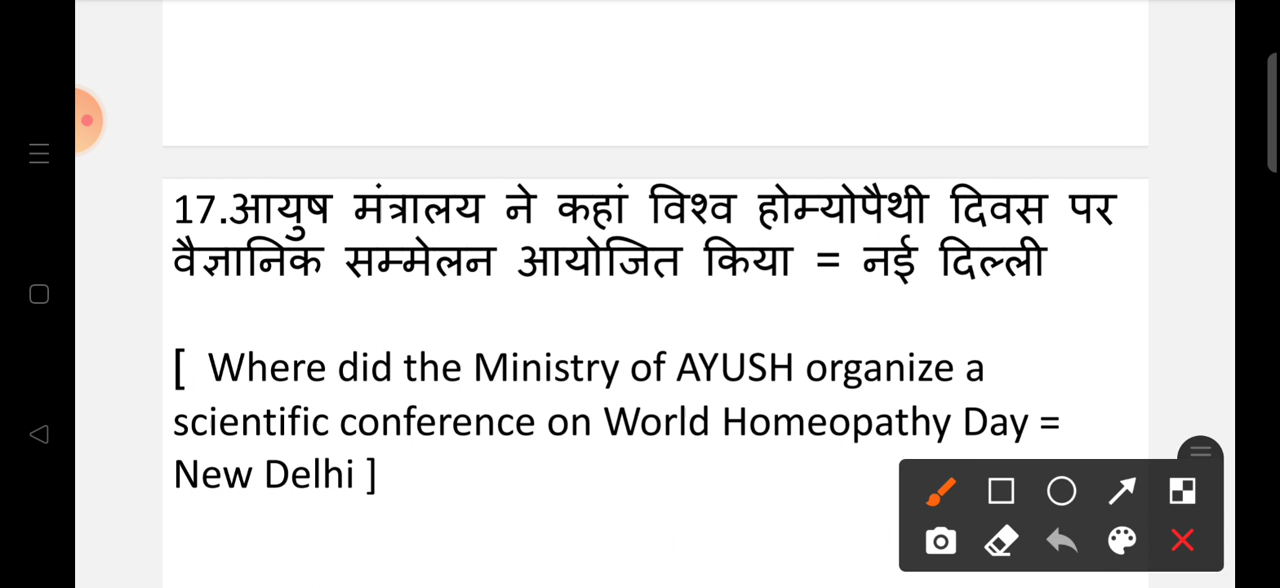 17.आयुष मंत्रालय ने कहां विश्व होम्योपैथी दिवस पर
वैज्ञानिक सम्मेलन आयोजित किया = नई दिल्ली
[ Where did the Ministry of AYUSH organize a
scientific conference on World Homeopathy Day =
New Delhi ]